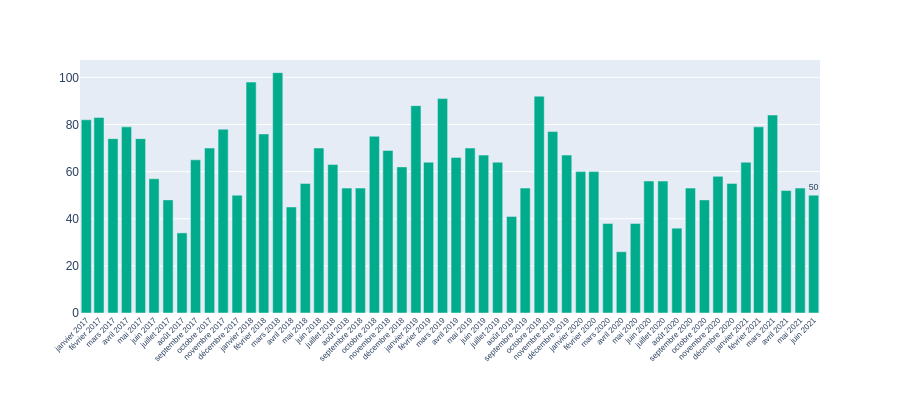 100
80
60
40
20
0
50
janvier 2017
février 2017
mars 2017
avril 2017
mai 2017
juin 2017
juillet 2017
août 2017
septembre 2017
octobre 2017
novembre 2017
décembre 2017
janvier 2018
février 2018
mars 2018
avril 2018
mai 2018
juin 2018
juillet 2018
août 2018
septembre 2018
octobre 2018
novembre 2018
décembre 2018
janvier 2019
février 2019
mars 2019
avril 2019
mai 2019
juin 2019
juillet 2019
août 2019
septembre 2019
octobre 2019
novembre 2019
décembre 2019
janvier 2020
février 2020
mars 2020
avril 2020
mai 2020
juin 2020
juillet 2020
août 2020
septembre 2020
octobre 2020
novembre 2020
décembre 2020
janvier 2021
février 2021
mars 2021
avril 2021
mai 2021
juin 2021